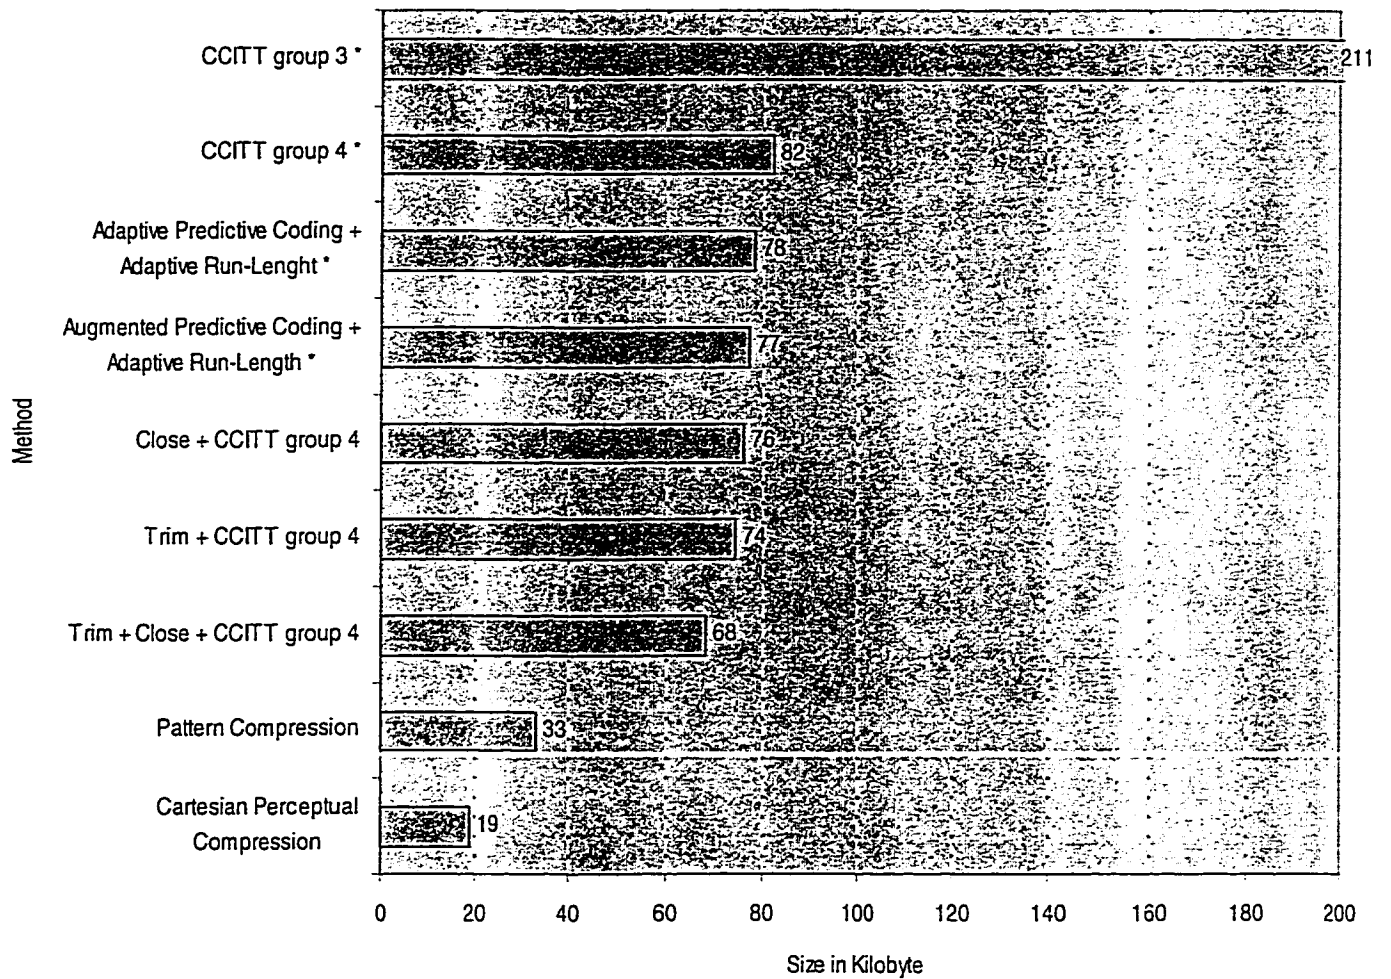 CCITT group 3 *
211
CCITT group 4 *
82
Adaptive Predictive Coding +
Adaptive Run-Lenght *
78
Augmented Predictive Coding +
Adaptive Run-Length *
77
Close + CCITT group 4
76
Trim + CCITT group 4
74
Trim + Close + CCITT group 4
68
Pattern Compression
33
Cartesian Perceptual
Compression
19
Method
0 20 40 60 80 100 120 140 160 180 200
Size in Kilobyte